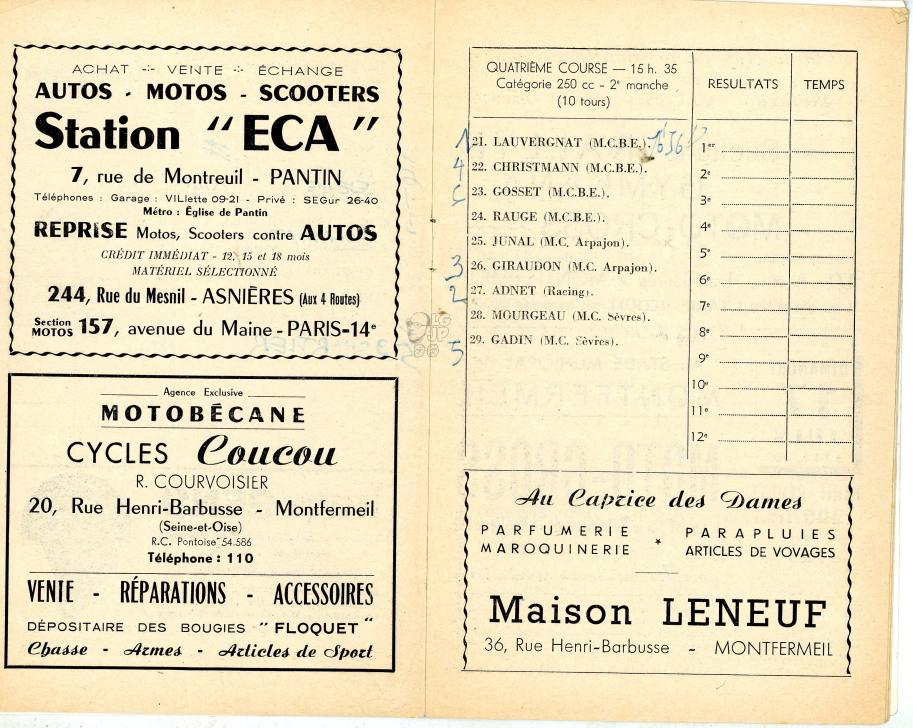 ACHAT -:- VENTE -:- ÉCHANGE
AUTOS - MOTOS - SCOOTERS
Station "ECA"
7, rue de Montreuil - PANTIN
Téléphones : Garage : VILlette 09-21 - Privé : SEGur 26-40
Métro : Église de Pantin
REPRISE Motos, Scooters contre AUTOS
CRÉDIT IMMÉDIAT - 12, 15 et 18 mois
MATÉRIEL SÉLECTIONNÉ
244, Rue du Mesnil - ASNIÈRES (Aux 4 Routes)
Section MOTOS 157, avenue du Maine - PARIS-14e
Agence Exclusive
MOTOBÉCANE
CYCLES Coucou
R. COURVOISIER
20, Rue Henri-Barbusse - Montfermeil
(Seine-et-Oise)
R.C. Pontoise 54.586
Téléphone : 110
VENTE - RÉPARATIONS - ACCESSOIRES
DÉPOSITAIRE DES BOUGIES "FLOQUET"
Chasse - Armes - Articles de Sport
QUATRIÈME COURSE — 15 h. 35
Catégorie 250 cc - 2e manche
(10 tours)
RESULTATS
TEMPS
1 21. LAUVERGNAT (M.C.B.E.).
4 22. CHRISTMANN (M.C.B.E.).
23. GOSSET (M.C.B.E.).
24. RAUGE (M.C.B.E.).
25. JUNAL (M.C. Arpajon).
3 26. GIRAUDON (M.C. Arpajon).
2 27. ADNET (Racing).
28. MOURGEAU (M.C. Sèvres).
5 29. GADIN (M.C. Sèvres).
1er
2e
3e
4e
5e
6e
7e
8e
9e
10e
11e
12e
Au Caprice des Dames
PARFUMERIE * PARAPLUIES
MAROQUINERIE ARTICLES DE VOYAGES
Maison LENEUF
36, Rue Henri-Barbusse - MONTFERMEIL